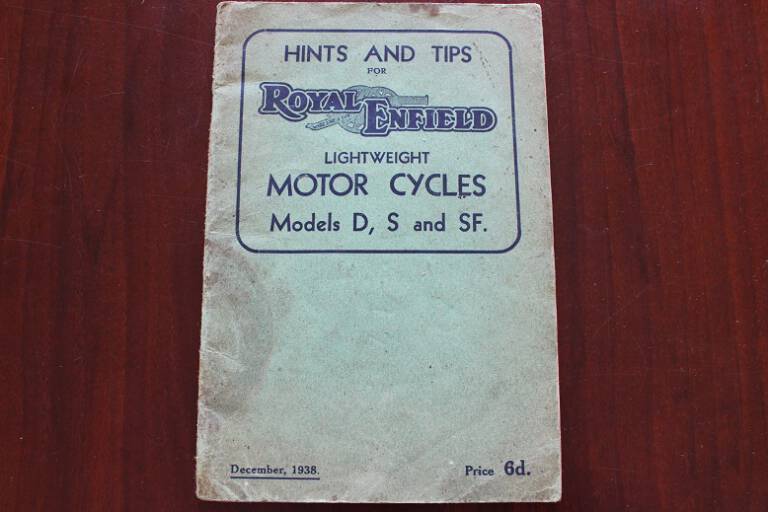 HINTS AND TIPS
FOR
ROYAL ENFIELD
LIGHTWEIGHT
MOTOR CYCLES
Models D, S and SF.
December, 1938.
Price 6d.